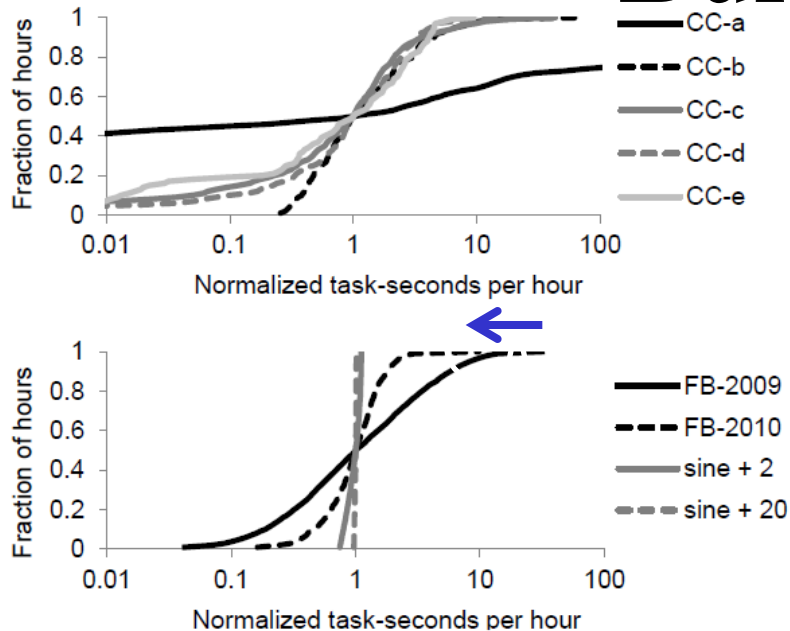 1
CC-a
0.8
CC-b
0.6
CC-c
0.4
CC-d
0.2
CC-e
0
0.01 0.1 1 10 100
Fraction of hours
Normalized task-seconds per hour
1
FB-2009
0.8
FB-2010
0.6
sine + 2
0.4
sine + 20
0.2
0
0.01 0.1 1 10 100
Fraction of hours
Normalized task-seconds per hour